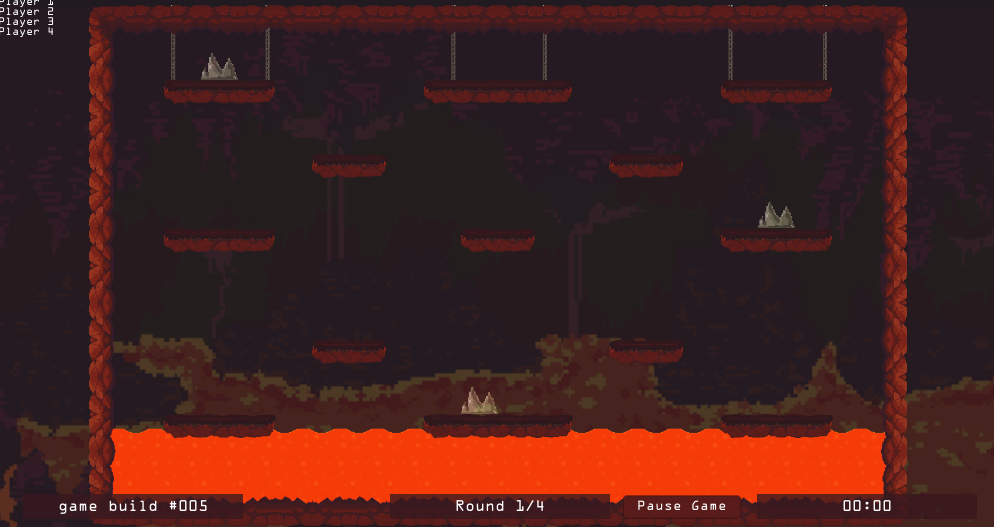 Player 1
Player 2
Player 3
Player 4
game build #005
Round 1/4
Pause Game
00:00